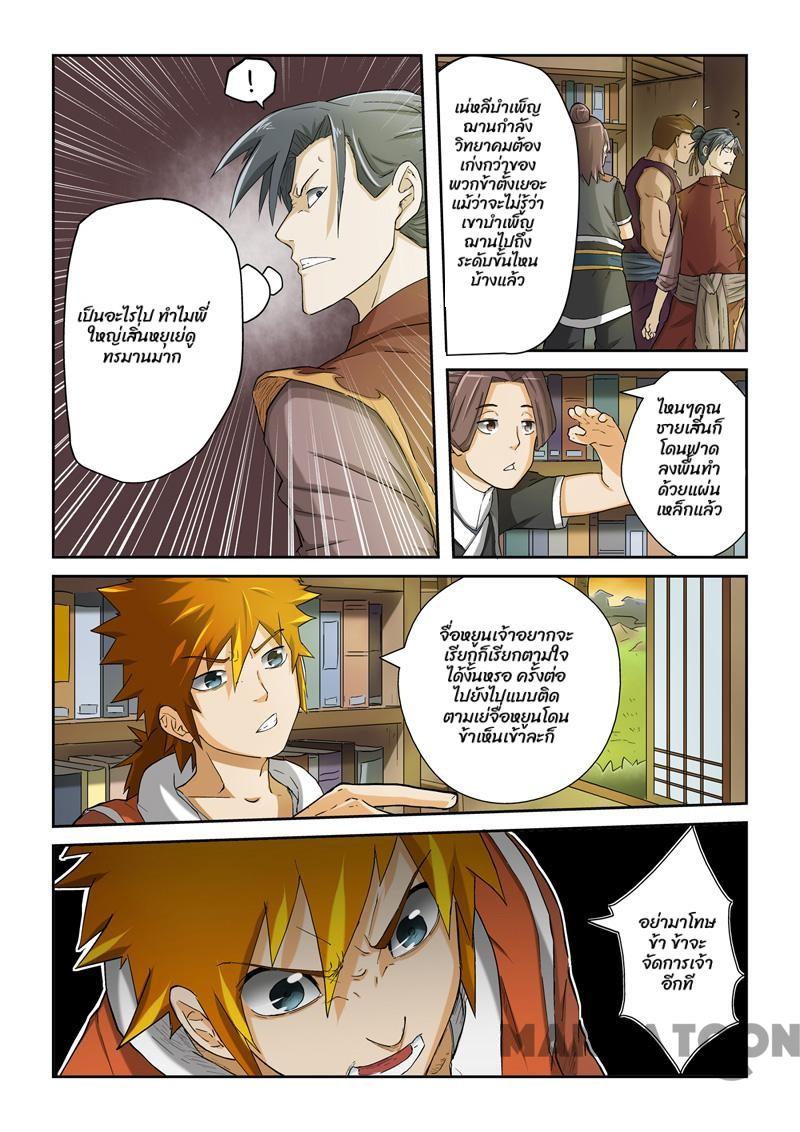 !
เป็นอะไรไป ทำไมพี่
ใหญ่เสิ่นหยุเย่ดู
ทรมานมาก
?
เน่หลีบำเพ็ญ
ฌานกำลัง
วิทยาคมต้อง
เก่งกว่าของ
พวกข้าตั้งเยอะ
แม้ว่าจะไม่รู้ว่า
เขาบำเพ็ญ
ฌานไปถึง
ระดับขั้นไหน
บ้างแล้ว
ไหนๆคุณ
ชายเสิ่นก็
โดนฟาด
ลงพื้นทำ
ด้วยแผ่น
เหล็กแล้ว
จื่อหยูนเจ้าอยากจะ
เรียกก็เรียกตามใจ
ได้งั้นหรอ ครั้งต่อ
ไปยังไปแบบติด
ตามเย่จื่อหยูนโดน
ข้าเห็นเข้าละก็
อย่ามาโทษ
ข้า ข้าจะ
จัดการเจ้า
อีกที
MANGATOON